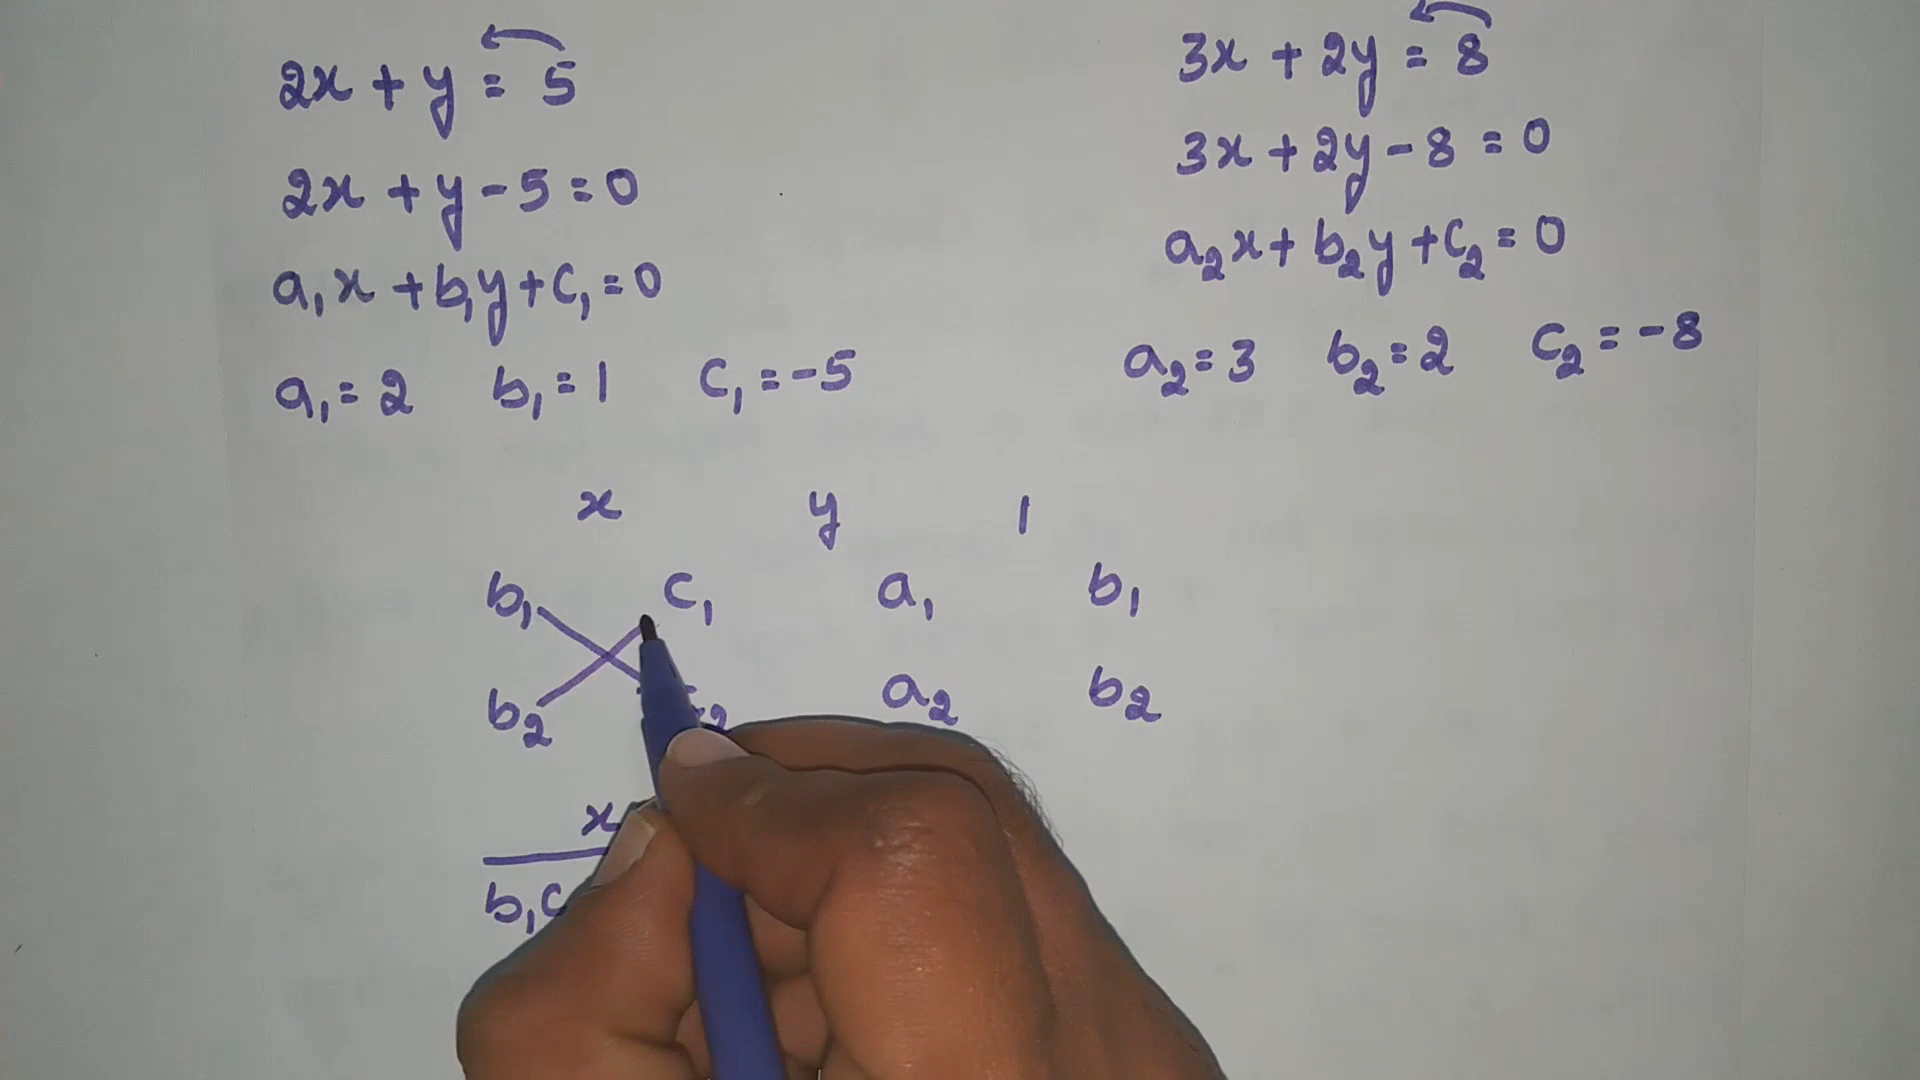 2x + y = 5
2x + y - 5 = 0
a₁x + b₁y + c₁ = 0
a₁ = 2 b₁ = 1 c₁ = -5
3x + 2y = 8
3x + 2y - 8 = 0
a₂x + b₂y + c₂ = 0
a₂ = 3 b₂ = 2 c₂ = -8
x y 1
b₁ c₁ a₁ b₁
b₂ a₂ b₂
x
b₁c